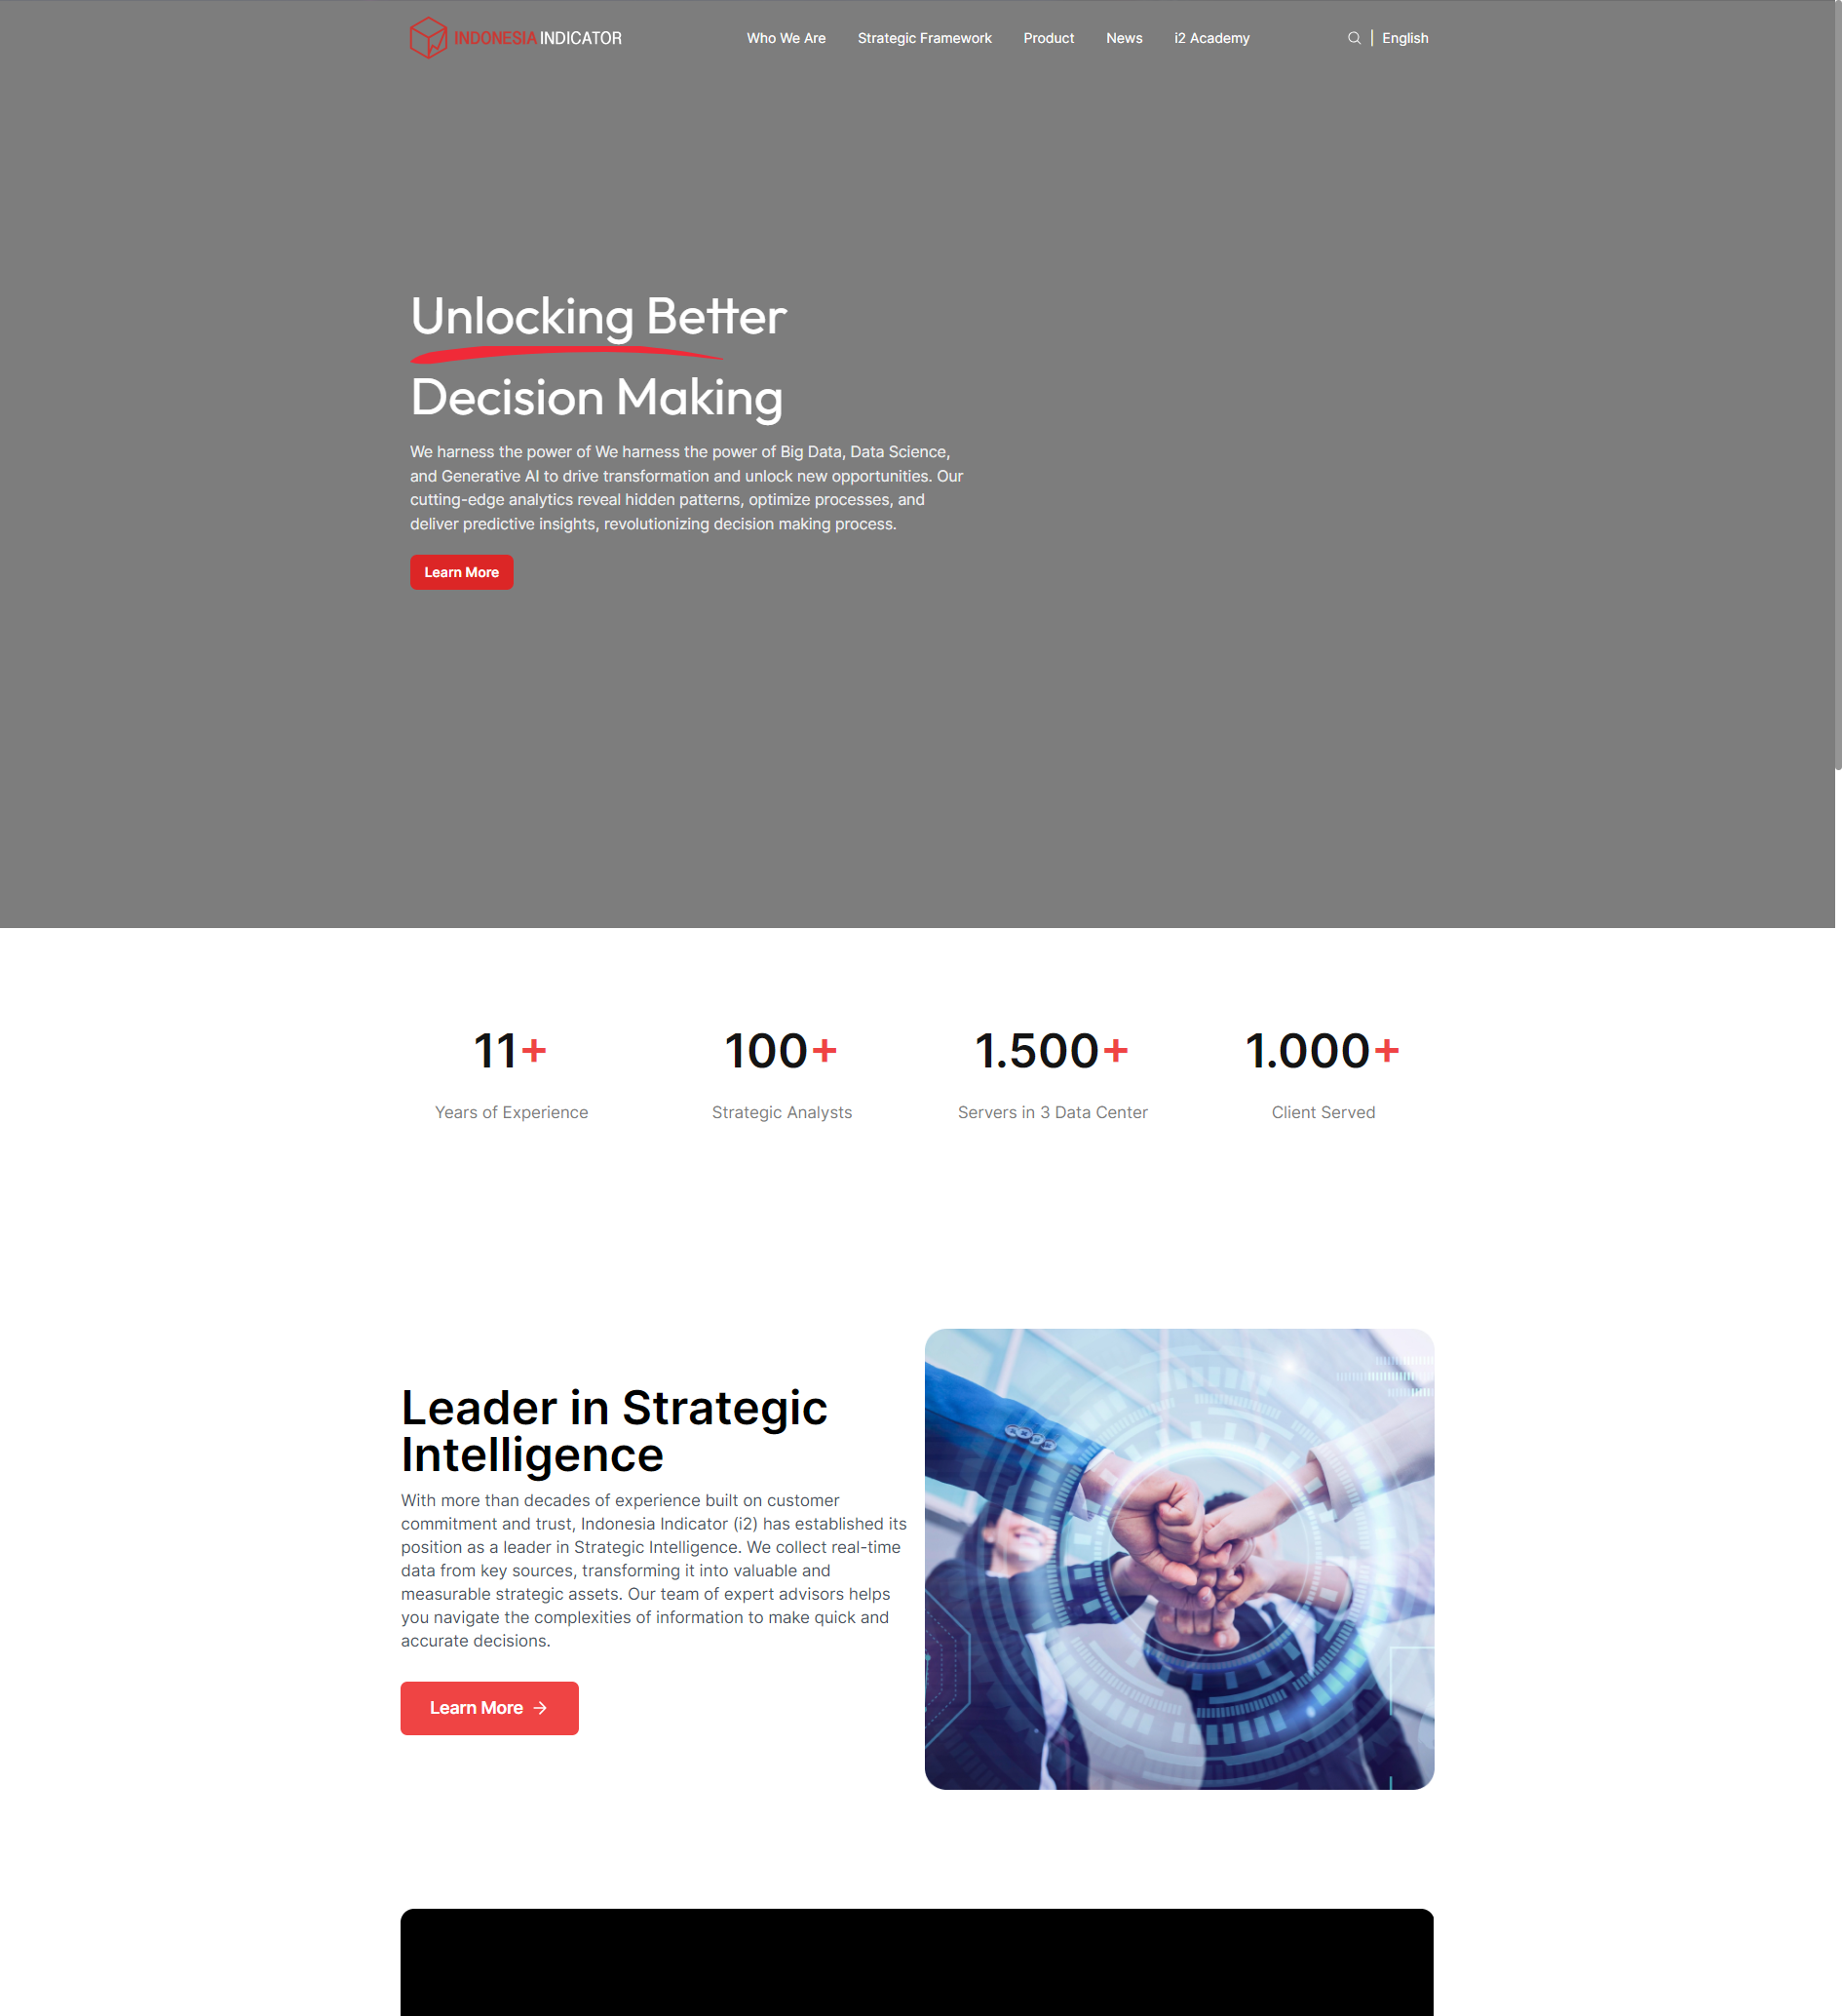 INDONESIA INDICATOR
Who We Are
Strategic Framework
Product
News
i2 Academy
English
Unlocking Better
Decision Making
We harness the power of We harness the power of Big Data, Data Science,
and Generative AI to drive transformation and unlock new opportunities. Our
cutting-edge analytics reveal hidden patterns, optimize processes, and
deliver predictive insights, revolutionizing decision making process.
Learn More
11+
Years of Experience
100+
Strategic Analysts
1.500+
Servers in 3 Data Center
1.000+
Client Served
Leader in Strategic
Intelligence
With more than decades of experience built on customer
commitment and trust, Indonesia Indicator (i2) has established its
position as a leader in Strategic Intelligence. We collect real-time
data from key sources, transforming it into valuable and
measurable strategic assets. Our team of expert advisors helps
you navigate the complexities of information to make quick and
accurate decisions.
Learn More →